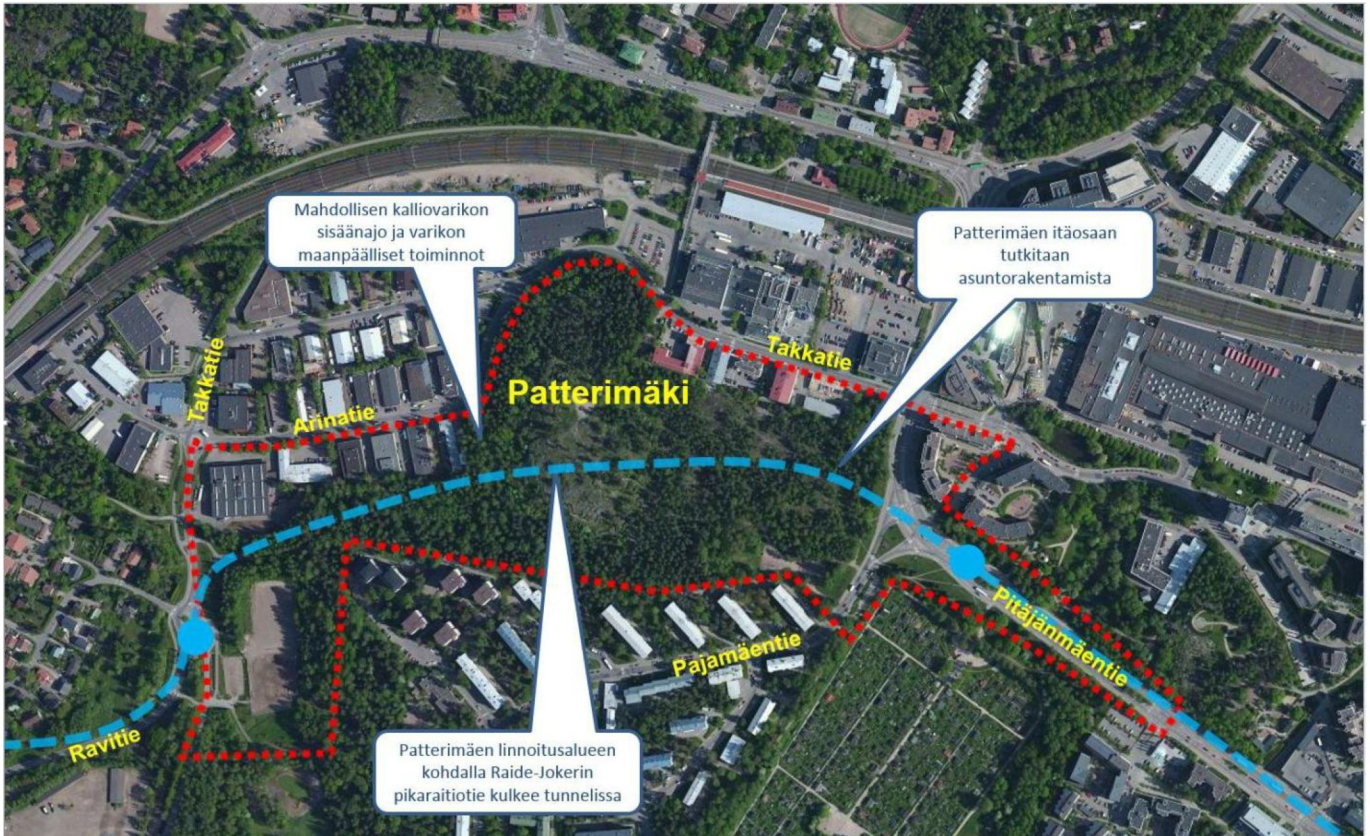 Mahdollisen kalliovarikon
sisäänajo ja varikon
maanpäälliset toiminnot
Patterimäen itäosaan
tutkitaan
asuntorakentamista
Takkatie
Takkatie
Patterimäki
Arinatie
Pajamäentie
Pitäjänmäentie
Ravitie
Patterimäen linnoitusalueen
kohdalla Raide-Jokerin
pikaraitiotie kulkee tunnelissa